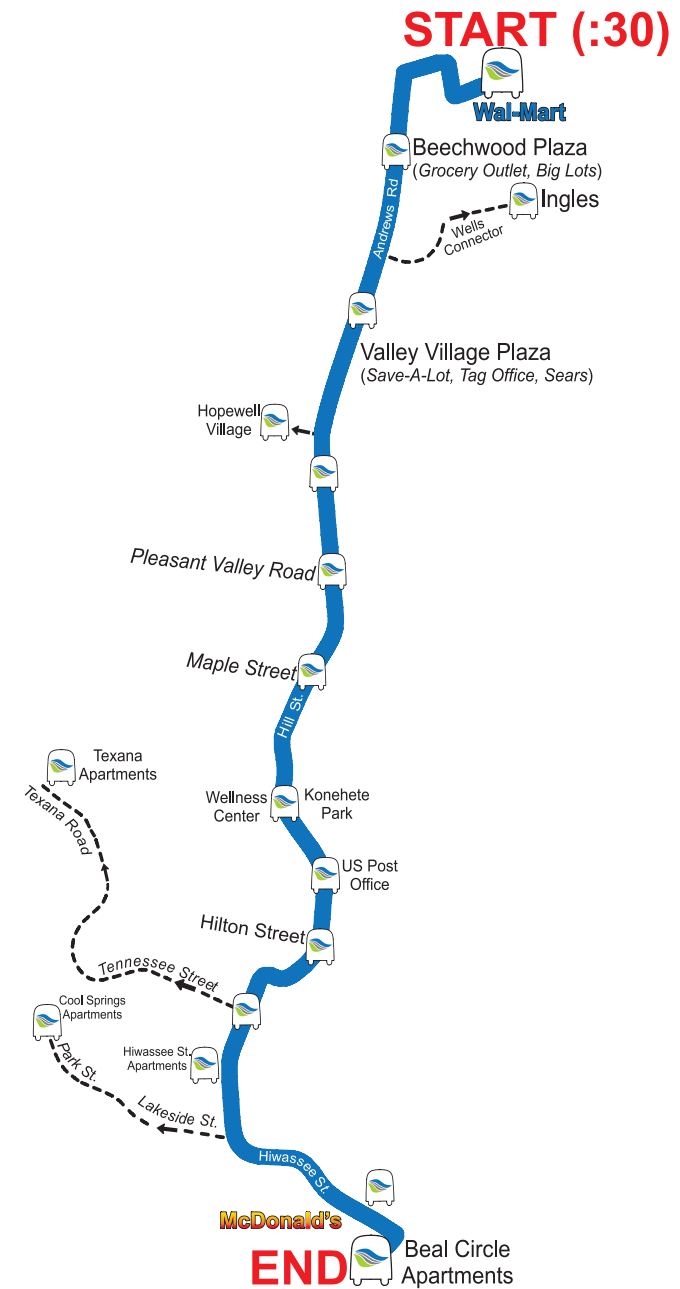 START (:30)
Wal-Mart
Beechwood Plaza
(Grocery Outlet, Big Lots)
Andrews Rd
Ingles
Wells
Connector
Valley Village Plaza
(Save-A-Lot, Tag Office, Sears)
Hopewell
Village
Pleasant Valley Road
Maple Street
Hill St.
Texana
Apartments
Texana Road
Wellness
Center
Konehete
Park
US Post
Office
Hilton Street
Tennessee Street
Cool Springs
Apartments
Park St.
Hiwassee St.
Apartments
Lakeside St.
Hiwassee St.
McDonald's
END
Beal Circle
Apartments